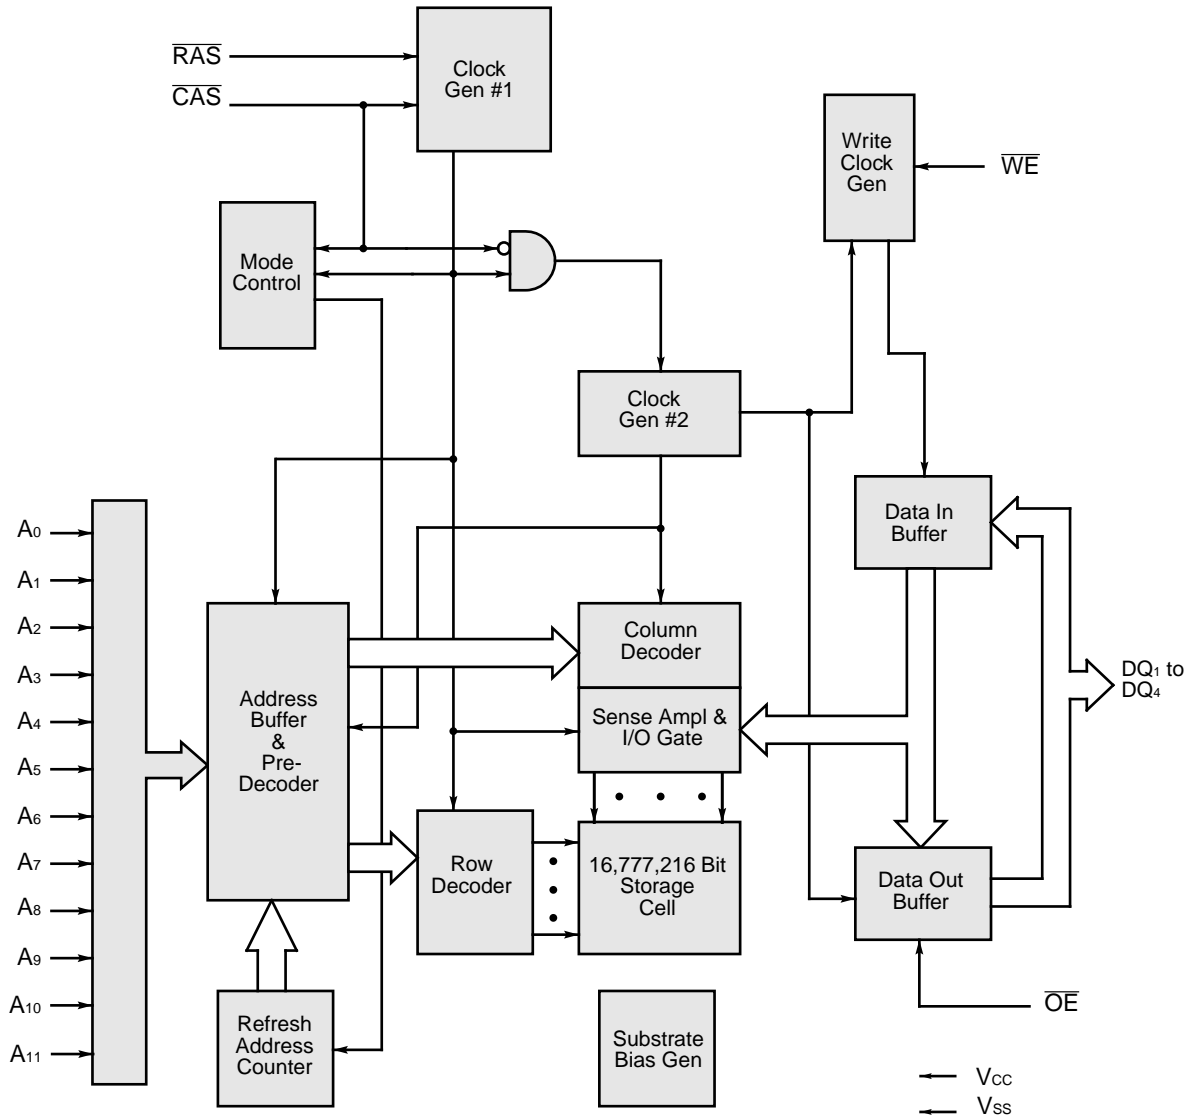 RAS
CAS
Clock
Gen #1
Write
Clock
Gen
WE
Mode
Control
Clock
Gen #2
Data In
Buffer
A0
A1
A2
A3
A4
A5
A6
A7
A8
A9
A10
A11
Address
Buffer
&
Pre-
Decoder
Column
Decoder
Sense Ampl &
I/O Gate
DQ1 to
DQ4
Row
Decoder
16,777,216 Bit
Storage
Cell
Data Out
Buffer
Refresh
Address
Counter
Substrate
Bias Gen
OE
VCC
VSS